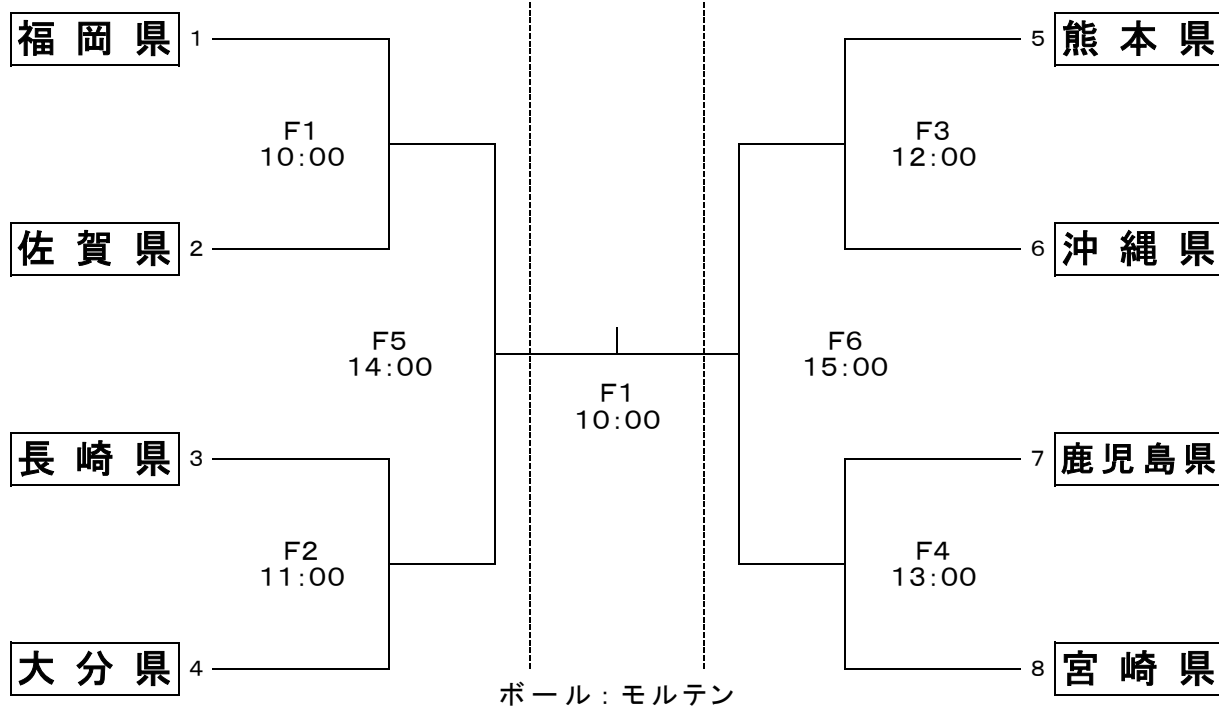 福岡県 1
5 熊本県
F1
10:00
F3
12:00
佐賀県 2
6 沖縄県
F5
14:00
F6
15:00
F1
10:00
長崎県 3
7 鹿児島県
F2
11:00
F4
13:00
大分県 4
8 宮崎県
ボール:モルテン